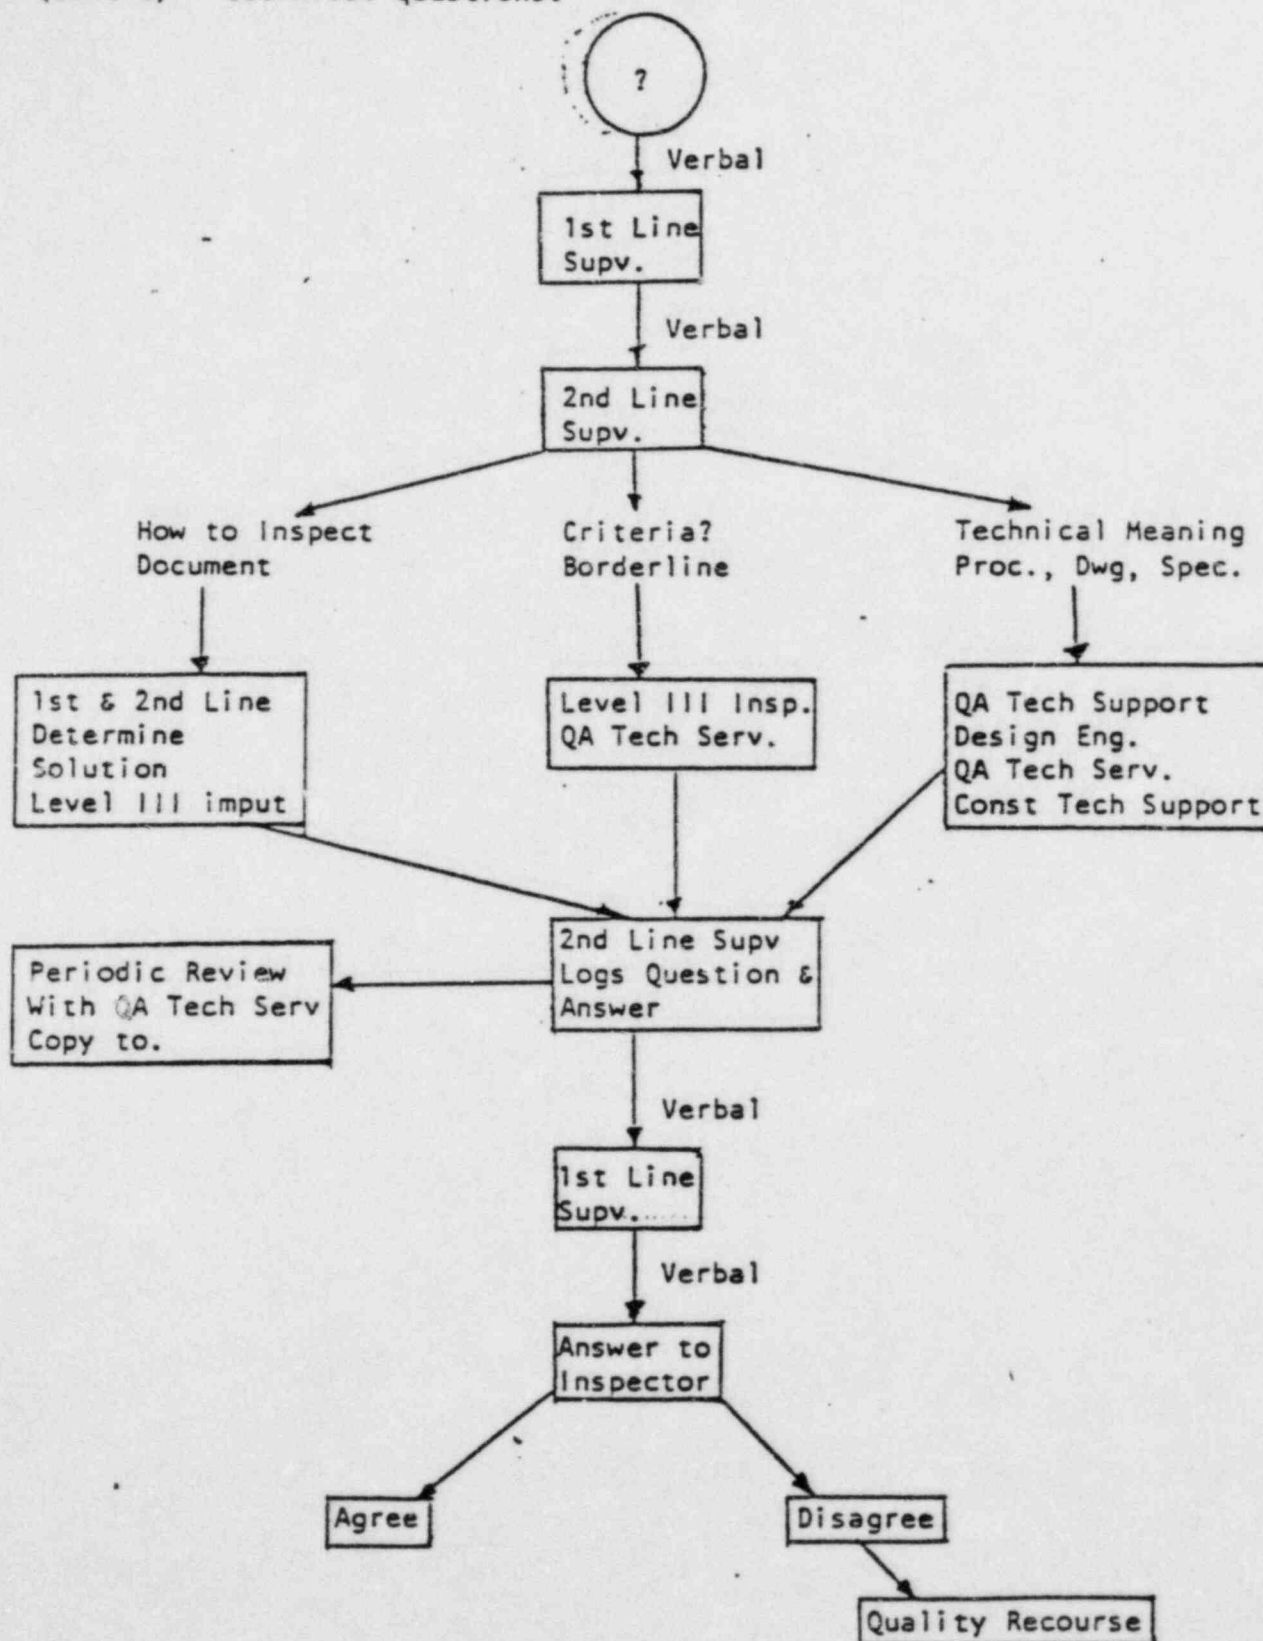 ?
Verbal
1st Line
Supv.
Verbal
2nd Line
Supv.
How to Inspect
Document
Criteria?
Borderline
Technical Meaning
Proc., Dwg, Spec.
1st & 2nd Line
Determine
Solution
Level III imput
Level III Insp.
QA Tech Serv.
QA Tech Support
Design Eng.
QA Tech Serv.
Const Tech Support
Periodic Review
With QA Tech Serv
Copy to.
2nd Line Supv
Logs Question &
Answer
Verbal
1st Line
Supv.
Verbal
Answer to
Inspector
Agree
Disagree
Quality Recourse